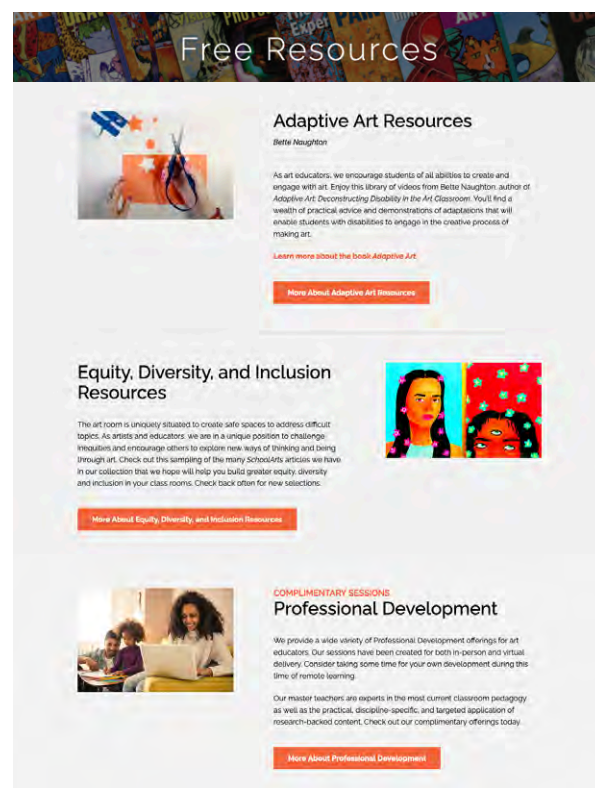 Free Resources
Adaptive Art Resources
Bette Naughton
As art educators, we encourage students of all abilities to create and
engage with art. Enjoy this library of videos from Bette Naughton, author of
Adaptive Art: Deconstructing Disability in the Art Classroom. You'll find a
wealth of practical advice and demonstrations of adaptations that will
enable students with disabilities to engage in the creative process of
making art.
Learn more about the book Adaptive Art
More About Adaptive Art Resources
Equity, Diversity, and Inclusion
Resources
The art room is uniquely situated to create safe spaces to address difficult
topics. As artists and educators, we are in a unique position to challenge
inequities and encourage others to explore new ways of thinking and being
through art. Check out this sampling of the many SchoolArts articles we have
in our collection that we hope will help you build greater equity, diversity
and inclusion in your class rooms. Check back often for new selections.
More About Equity, Diversity, and Inclusion Resources
COMPLIMENTARY SESSIONS
Professional Development
We provide a wide variety of Professional Development offerings for art
educators. Our sessions have been created for both in-person and virtual
delivery. Consider taking some time for your own development during this
time of remote learning.
Our master teachers are experts in the most current classroom pedagogy
as well as the practical, discipline-specific, and targeted application of
research-backed content. Check out our complimentary offerings today.
More About Professional Development